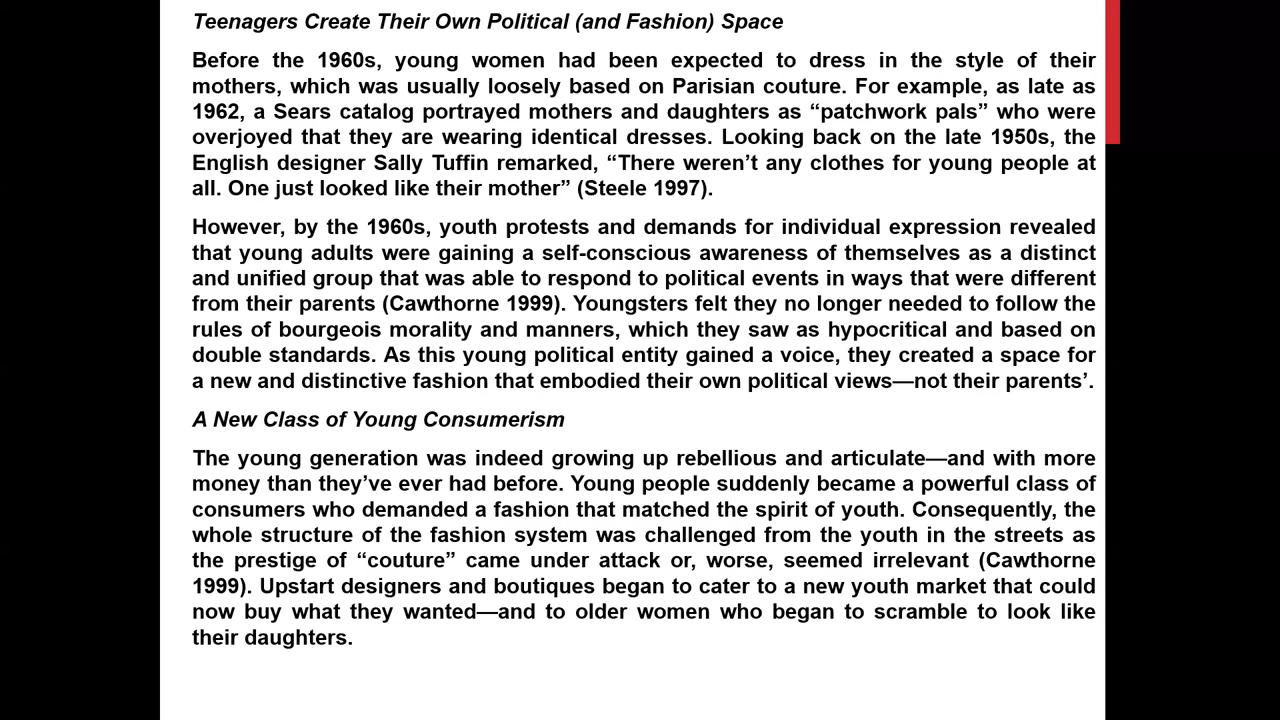 Teenagers Create Their Own Political (and Fashion) Space
Before the 1960s, young women had been expected to dress in the style of their
mothers, which was usually loosely based on Parisian couture. For example, as late as
1962, a Sears catalog portrayed mothers and daughters as “patchwork pals” who were
overjoyed that they are wearing identical dresses. Looking back on the late 1950s, the
English designer Sally Tuffin remarked, “There weren’t any clothes for young people at
all. One just looked like their mother” (Steele 1997).
However, by the 1960s, youth protests and demands for individual expression revealed
that young adults were gaining a self-conscious awareness of themselves as a distinct
and unified group that was able to respond to political events in ways that were different
from their parents (Cawthorne 1999). Youngsters felt they no longer needed to follow the
rules of bourgeois morality and manners, which they saw as hypocritical and based on
double standards. As this young political entity gained a voice, they created a space for
a new and distinctive fashion that embodied their own political views—not their parents’.
A New Class of Young Consumerism
The young generation was indeed growing up rebellious and articulate—and with more
money than they’ve ever had before. Young people suddenly became a powerful class of
consumers who demanded a fashion that matched the spirit of youth. Consequently, the
whole structure of the fashion system was challenged from the youth in the streets as
the prestige of “couture” came under attack or, worse, seemed irrelevant (Cawthorne
1999). Upstart designers and boutiques began to cater to a new youth market that could
now buy what they wanted—and to older women who began to scramble to look like
their daughters.